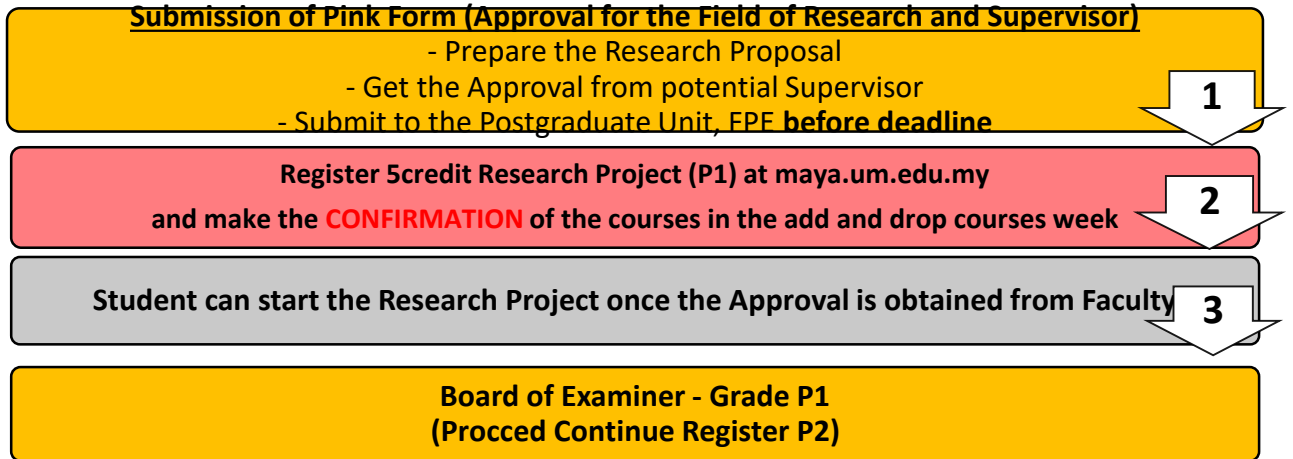 Submission of Pink Form (Approval for the Field of Research and Supervisor)
- Prepare the Research Proposal
- Get the Approval from potential Supervisor
- Submit to the Postgraduate Unit, FPE before deadline
1
Register 5credit Research Project (P1) at maya.um.edu.my
and make the CONFIRMATION of the courses in the add and drop courses week
2
Student can start the Research Project once the Approval is obtained from Faculty
3
Board of Examiner - Grade P1
(Procced Continue Register P2)